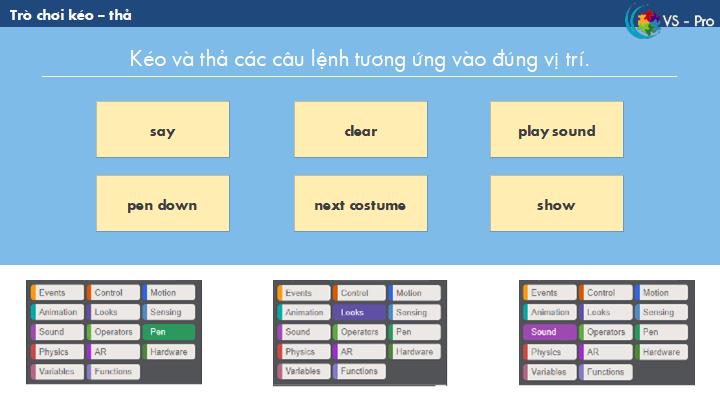 Trò chơi kéo – thả
VS - Pro
Kéo và thả các câu lệnh tương ứng vào đúng vị trí.
say clear play sound
pen down next costume show
Events Control Motion
Animation Looks Sensing
Sound Operators Pen
Physics AR Hardware
Variables Functions
Events Control Motion
Animation Looks Sensing
Sound Operators Pen
Physics AR Hardware
Variables Functions
Events Control Motion
Animation Looks Sensing
Sound Operators Pen
Physics AR Hardware
Variables Functions